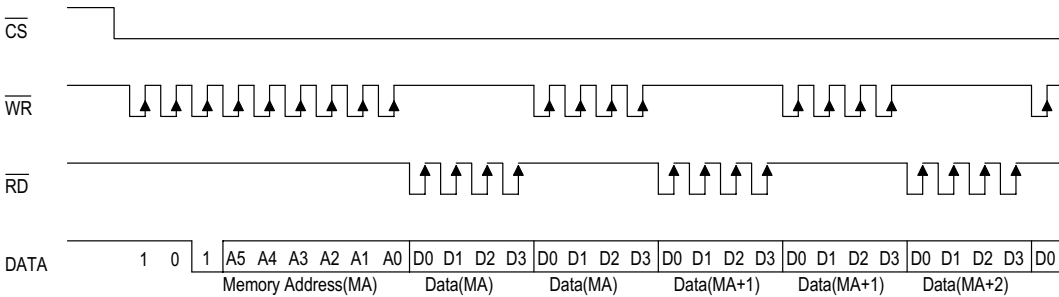 CS
WR
RD
DATA 1 0 1 A5 A4 A3 A2 A1 A0 D0 D1 D2 D3 D0 D1 D2 D3 D0 D1 D2 D3 D0 D1 D2 D3 D0 D1 D2 D3 D0
Memory Address(MA) Data(MA) Data(MA) Data(MA+1) Data(MA+1) Data(MA+2)